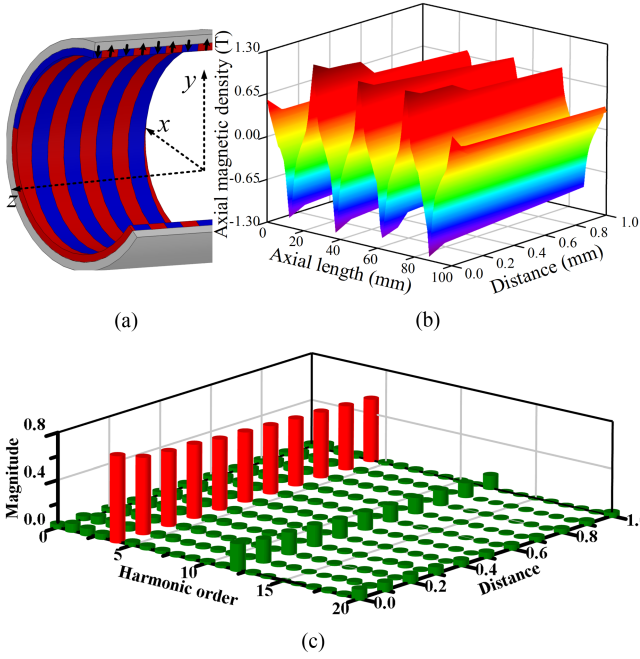 y
x
z
(a)
Axial magnetic density (T)
1.30
0.65
0.00
-0.65
-1.30
0
20
40
60
80
100
Axial length (mm)
0.0
0.2
0.4
0.6
0.8
1.0
Distance (mm)
(b)
Magnitude
0.8
0.4
0.0
0
5
10
15
20
Harmonic order
0.0
0.2
0.4
0.6
0.8
1.0
Distance
(c)